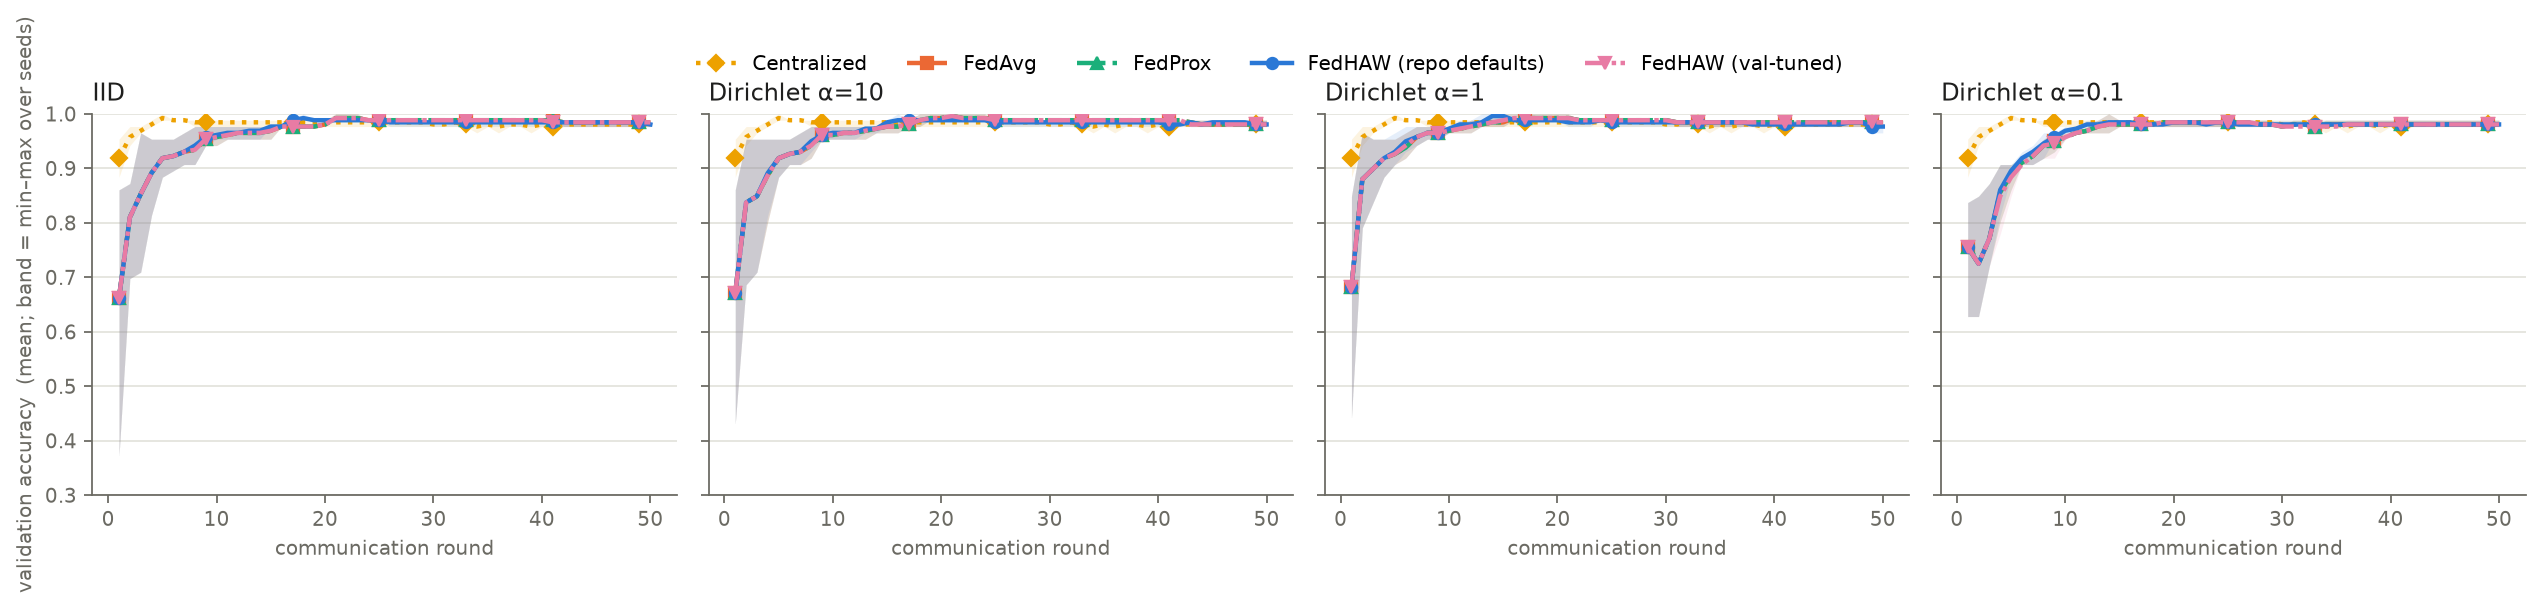 Centralized FedAvg FedProx FedHAW (repo defaults) FedHAW (val-tuned)
validation accuracy (mean; band = min–max over seeds)
IID
1.0
0.9
0.8
0.7
0.6
0.5
0.4
0.3
0 10 20 30 40 50
communication round
Dirichlet α=10
0 10 20 30 40 50
communication round
Dirichlet α=1
0 10 20 30 40 50
communication round
Dirichlet α=0.1
0 10 20 30 40 50
communication round